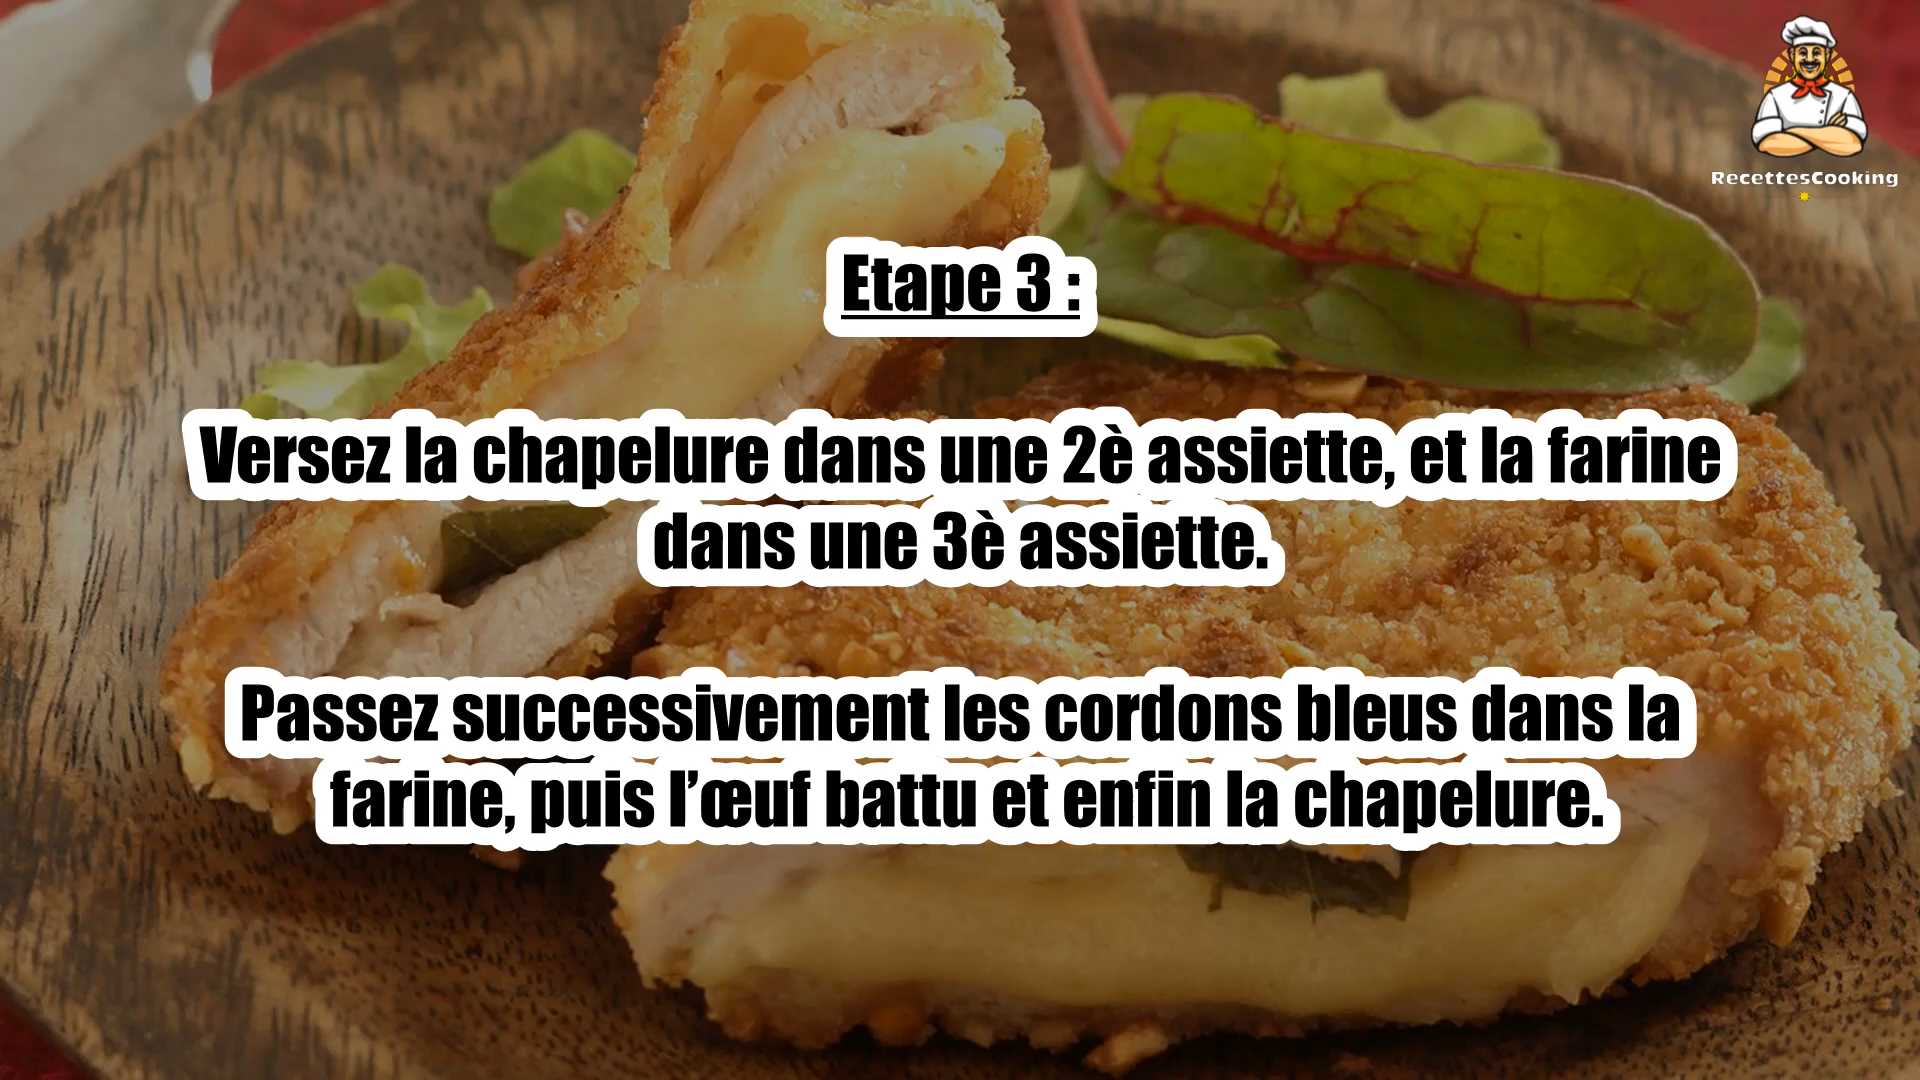 RecettesCooking
Etape 3 :
Versez la chapelure dans une 2è assiette, et la farine
dans une 3è assiette.
Passez successivement les cordons bleus dans la
farine, puis l’œuf battu et enfin la chapelure.